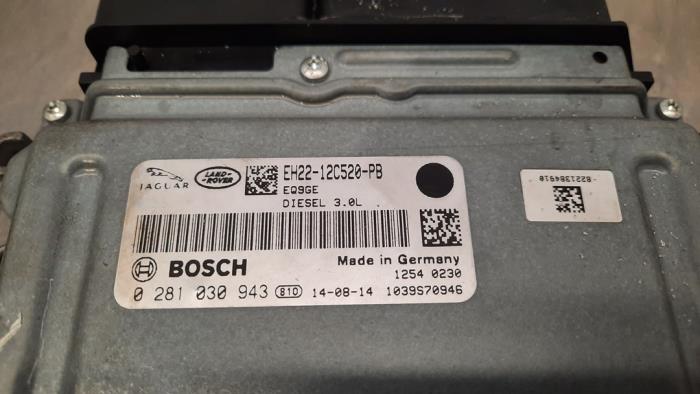 JAGUAR
LAND-ROVER
EH22-12C520-PB
EQ9GE
DIESEL 3.0L
BOSCH
Made in Germany
1254 0230
0 281 030 943 810 14-08-14 1039S70946
82213B4910